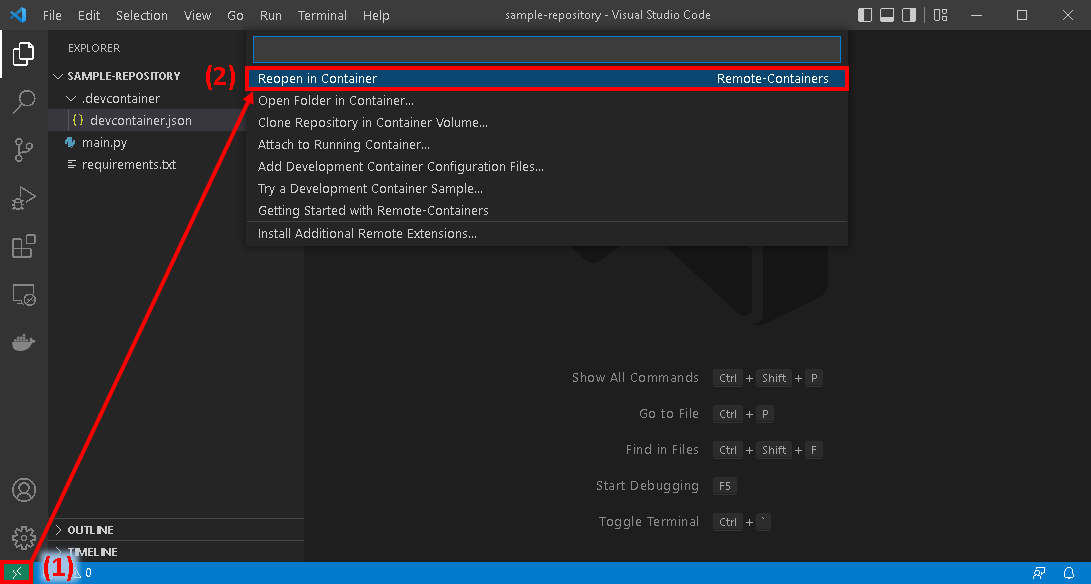 File Edit Selection View Go Run Terminal Help sample-repository - Visual Studio Code
EXPLORER
SAMPLE-REPOSITORY
.devcontainer
{} devcontainer.json
main.py
requirements.txt
(2)
Reopen in Container Remote-Containers
Open Folder in Container...
Clone Repository in Container Volume...
Attach to Running Container...
Add Development Container Configuration Files...
Try a Development Container Sample...
Getting Started with Remote-Containers
Install Additional Remote Extensions...
Show All Commands Ctrl + Shift + P
Go to File Ctrl + P
Find in Files Ctrl + Shift + F
Start Debugging F5
Toggle Terminal Ctrl + `
OUTLINE
TIMELINE
(1)
0